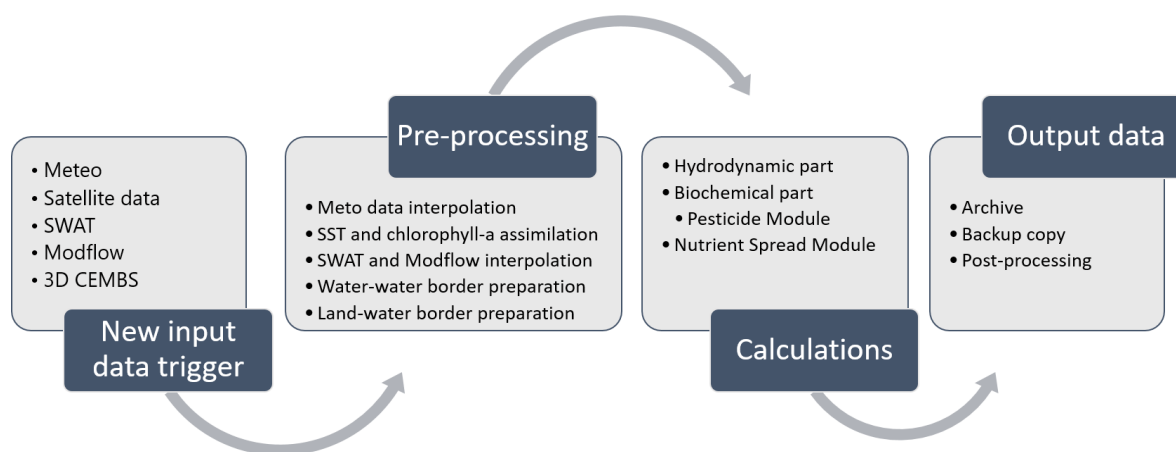 • Meteo
• Satellite data
• SWAT
• Modflow
• 3D CEMBS
New input
data trigger
Pre-processing
• Meto data interpolation
• SST and chlorophyll-a assimilation
• SWAT and Modflow interpolation
• Water-water border preparation
• Land-water border preparation
• Hydrodynamic part
• Biochemical part
• Pesticide Module
• Nutrient Spread Module
Calculations
Output data
• Archive
• Backup copy
• Post-processing